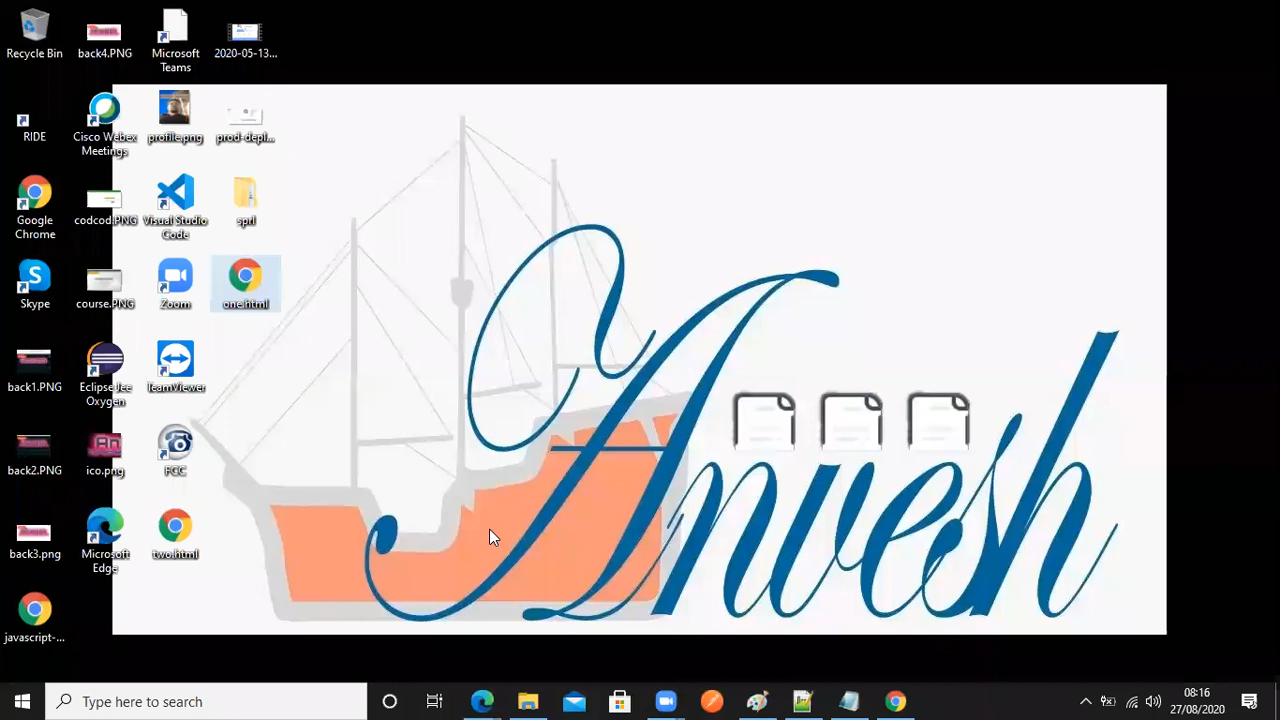 Recycle Bin
back4.PNG
Microsoft
Teams
2020-05-13...
RIDE
Cisco Webex
Meetings
profile.png
prod-depl...
Google
Chrome
codcod.PNG
Visual Studio
Code
sprl
Skype
course.PNG
Zoom
one.html
back1.PNG
Eclipse Jee
Oxygen
TeamViewer
back2.PNG
ico.png
FCC
back3.png
Microsoft
Edge
two.html
javascript-...
Anvesh
Type here to search
08:16
27/08/2020